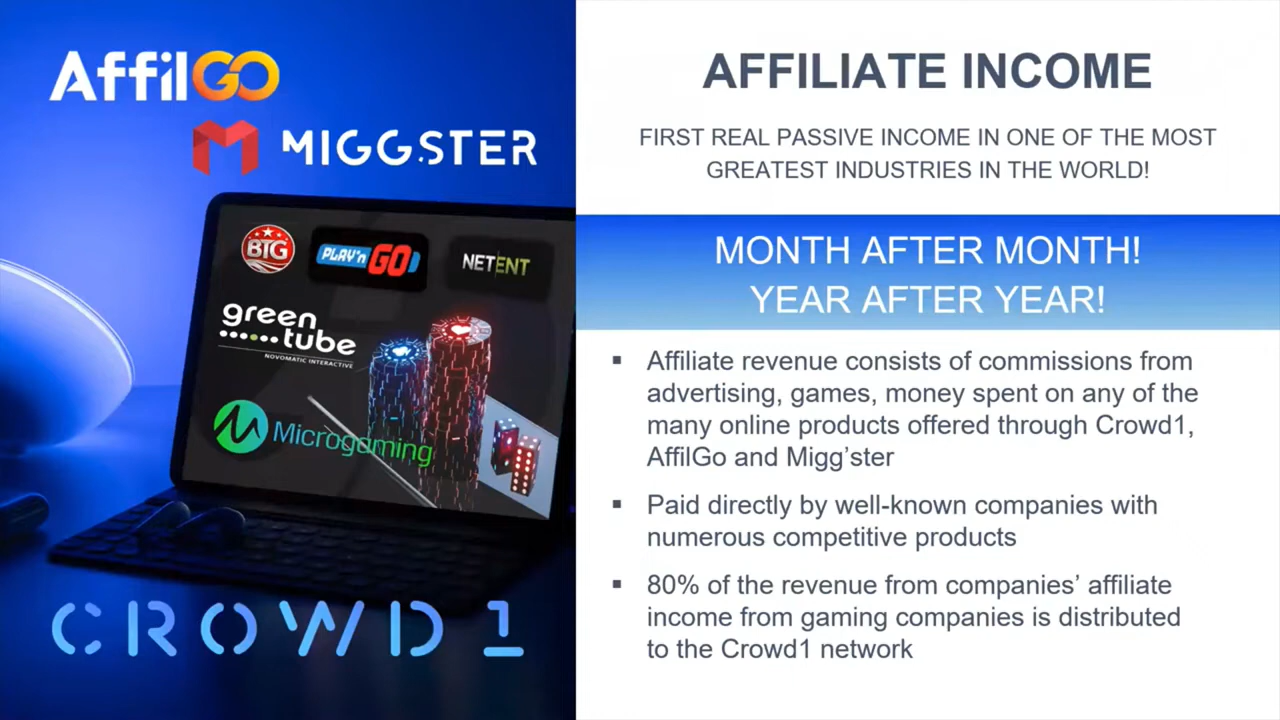 AffilGO
MIGGSTER
BTG
PLAY'n GO
NETENT
green
tube
NOVOMATIC INTERACTIVE
Microgaming
CROWD1
AFFILIATE INCOME
FIRST REAL PASSIVE INCOME IN ONE OF THE MOST
GREATEST INDUSTRIES IN THE WORLD!
MONTH AFTER MONTH!
YEAR AFTER YEAR!
▪ Affiliate revenue consists of commissions from
advertising, games, money spent on any of the
many online products offered through Crowd1,
AffilGo and Migg’ster
▪ Paid directly by well-known companies with
numerous competitive products
▪ 80% of the revenue from companies’ affiliate
income from gaming companies is distributed
to the Crowd1 network